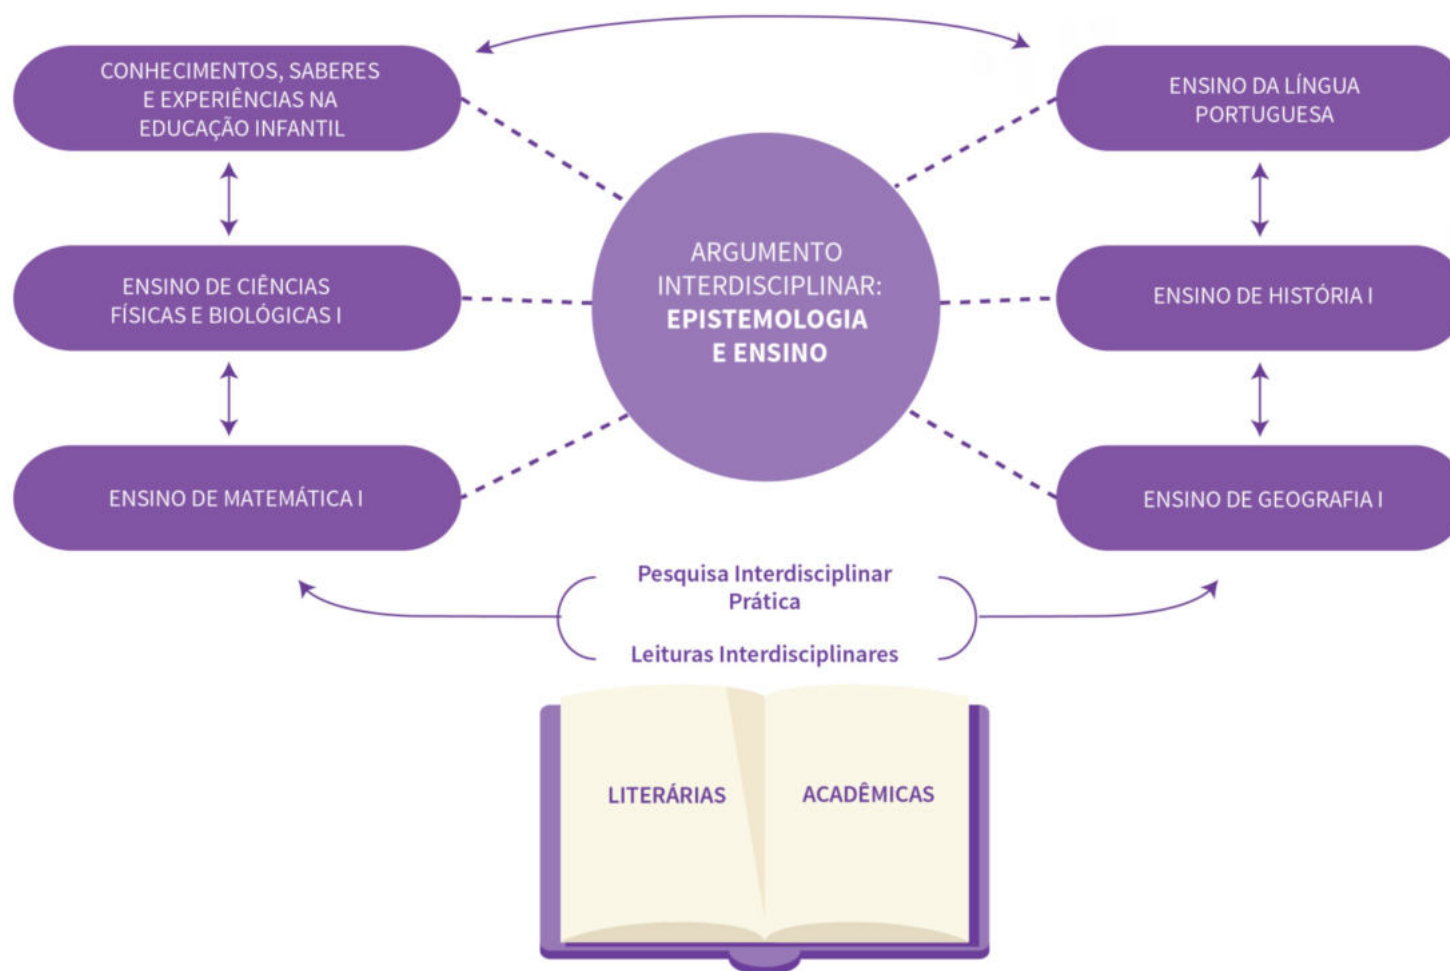 CONHECIMENTOS, SABERES
E EXPERIÊNCIAS NA
EDUCAÇÃO INFANTIL
ENSINO DA LÍNGUA
PORTUGUESA
ARGUMENTO
INTERDISCIPLINAR:
EPISTEMOLOGIA
E ENSINO
ENSINO DE CIÊNCIAS
FÍSICAS E BIOLÓGICAS I
ENSINO DE HISTÓRIA I
ENSINO DE MATEMÁTICA I
ENSINO DE GEOGRAFIA I
Pesquisa Interdisciplinar
Prática
Leituras Interdisciplinares
LITERÁRIAS
ACADÊMICAS